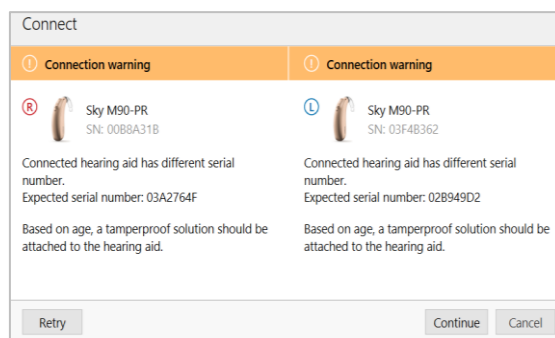 Connect
! Connection warning
! Connection warning
R
Sky M90-PR
SN: 00B8A31B
Connected hearing aid has different serial
number.
Expected serial number: 03A2764F
Based on age, a tamperproof solution should be
attached to the hearing aid.
L
Sky M90-PR
SN: 03F4B362
Connected hearing aid has different serial
number.
Expected serial number: 02B949D2
Based on age, a tamperproof solution should be
attached to the hearing aid.
Retry
Continue
Cancel